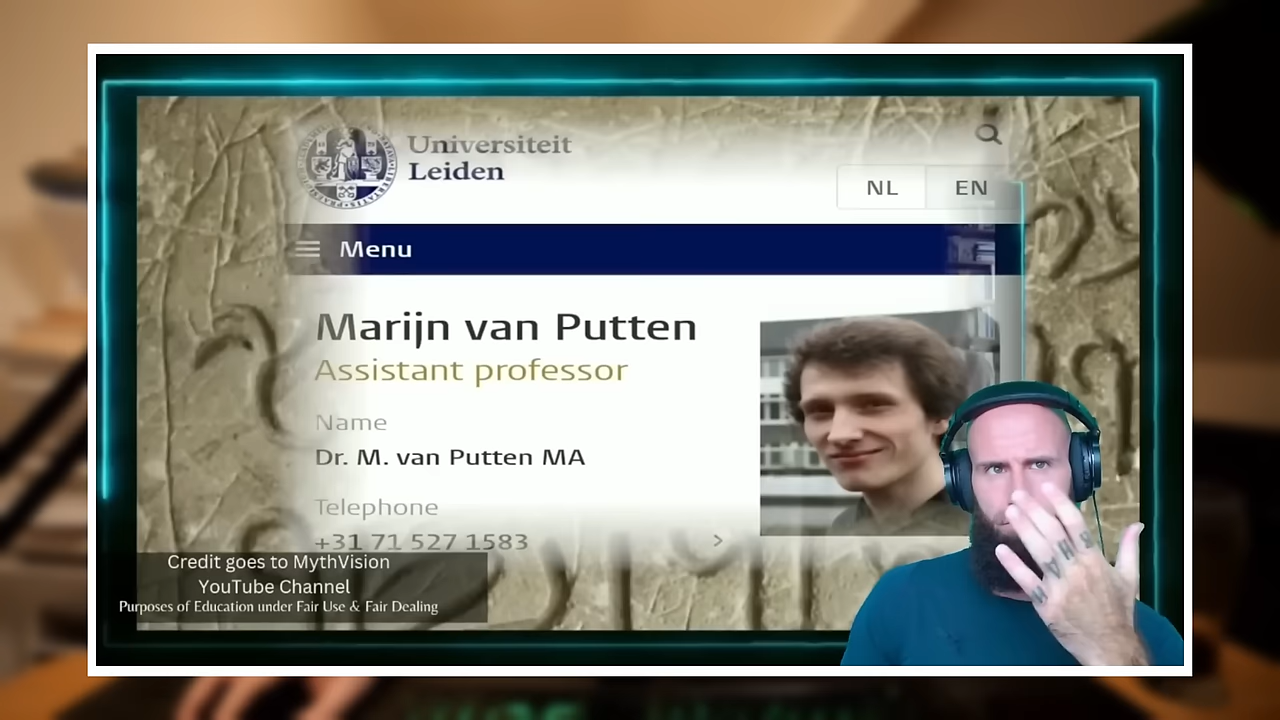 Universiteit
Leiden
NL EN
Menu
Marijn van Putten
Assistant professor
Name
Dr. M. van Putten MA
Telephone
+31 71 527 1583
Credit goes to MythVision
YouTube Channel
Purposes of Education under Fair Use & Fair Dealing